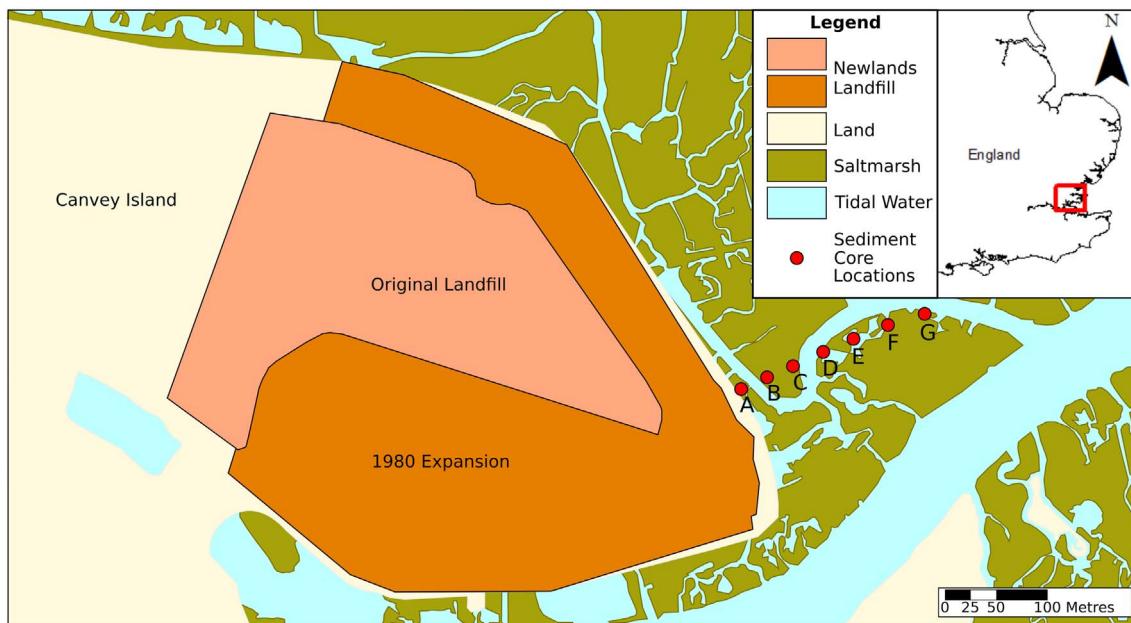 Legend
Newlands
Landfill
Land
Saltmarsh
Tidal Water
Sediment
Core
Locations
N
England
Canvey Island
Original Landfill
1980 Expansion
A
B
C
D
E
F
G
0 25 50 100 Metres